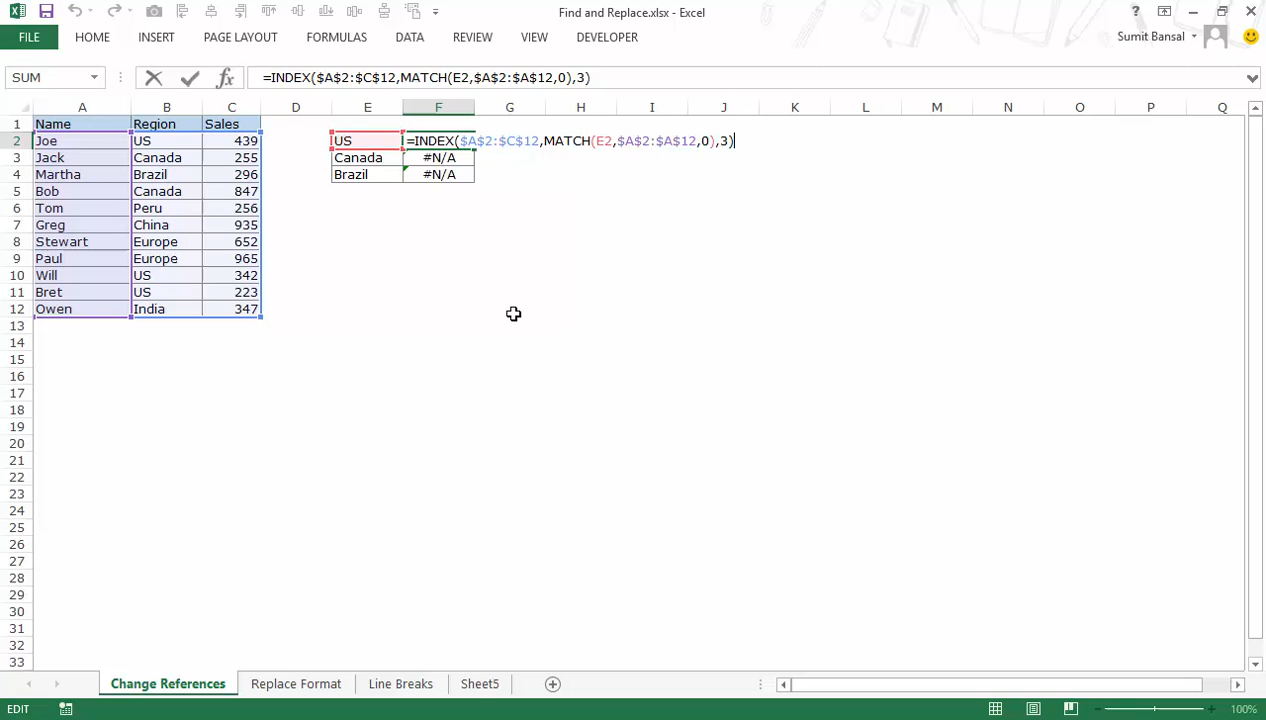 Find and Replace.xlsx - Excel
?
FILE HOME INSERT PAGE LAYOUT FORMULAS DATA REVIEW VIEW DEVELOPER Sumit Bansal
SUM fx =INDEX($A$2:$C$12,MATCH(E2,$A$2:$A$12,0),3)
A B C D E F G H I J K L M N O P Q
1 Name Region Sales
2 Joe US 439 US =INDEX($A$2:$C$12,MATCH(E2,$A$2:$A$12,0),3)
3 Jack Canada 255 Canada #N/A
4 Martha Brazil 296 Brazil #N/A
5 Bob Canada 847
6 Tom Peru 256
7 Greg China 935
8 Stewart Europe 652
9 Paul Europe 965
10 Will US 342
11 Bret US 223
12 Owen India 347
13
14
15
16
17
18
19
20
21
22
23
24
25
26
27
28
29
30
31
32
33
Change References Replace Format Line Breaks Sheet5
EDIT 100%